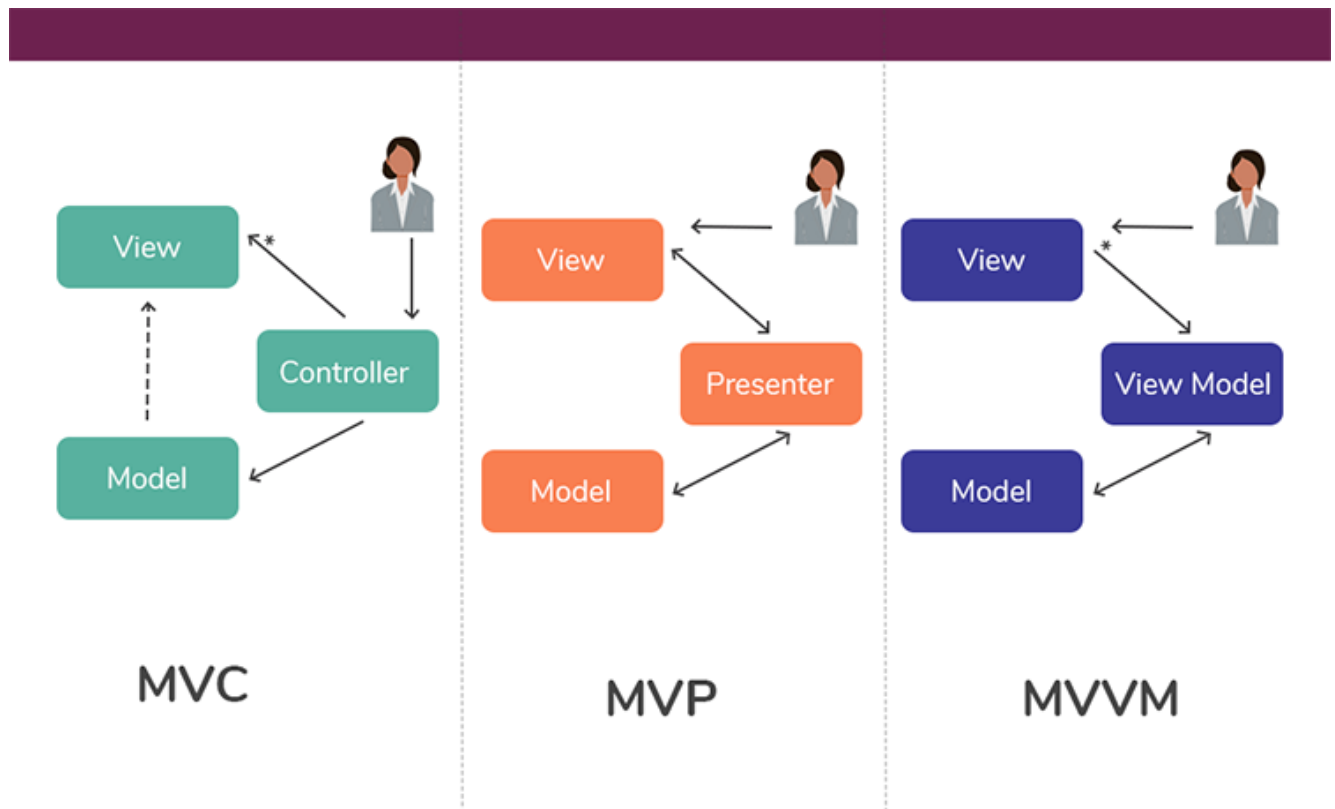 View
*
Controller
Model
MVC
View
Presenter
Model
MVP
View
*
View Model
Model
MVVM